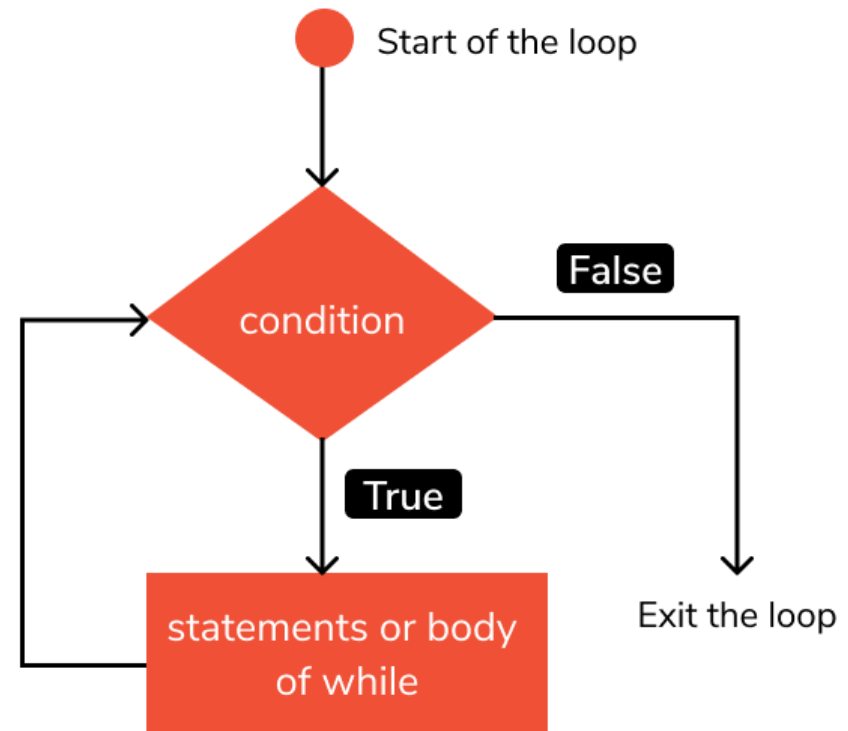 Start of the loop
False
condition
True
statements or body
of while
Exit the loop